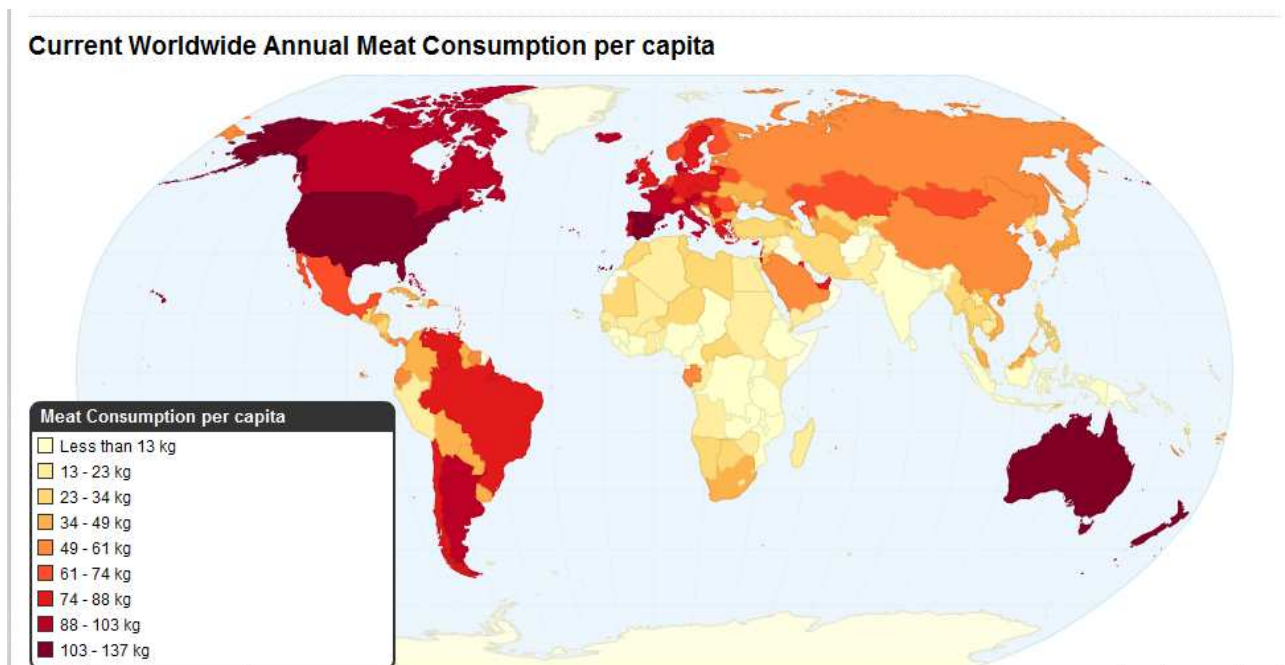 Current Worldwide Annual Meat Consumption per capita
Meat Consumption per capita
Less than 13 kg
13 - 23 kg
23 - 34 kg
34 - 49 kg
49 - 61 kg
61 - 74 kg
74 - 88 kg
88 - 103 kg
103 - 137 kg